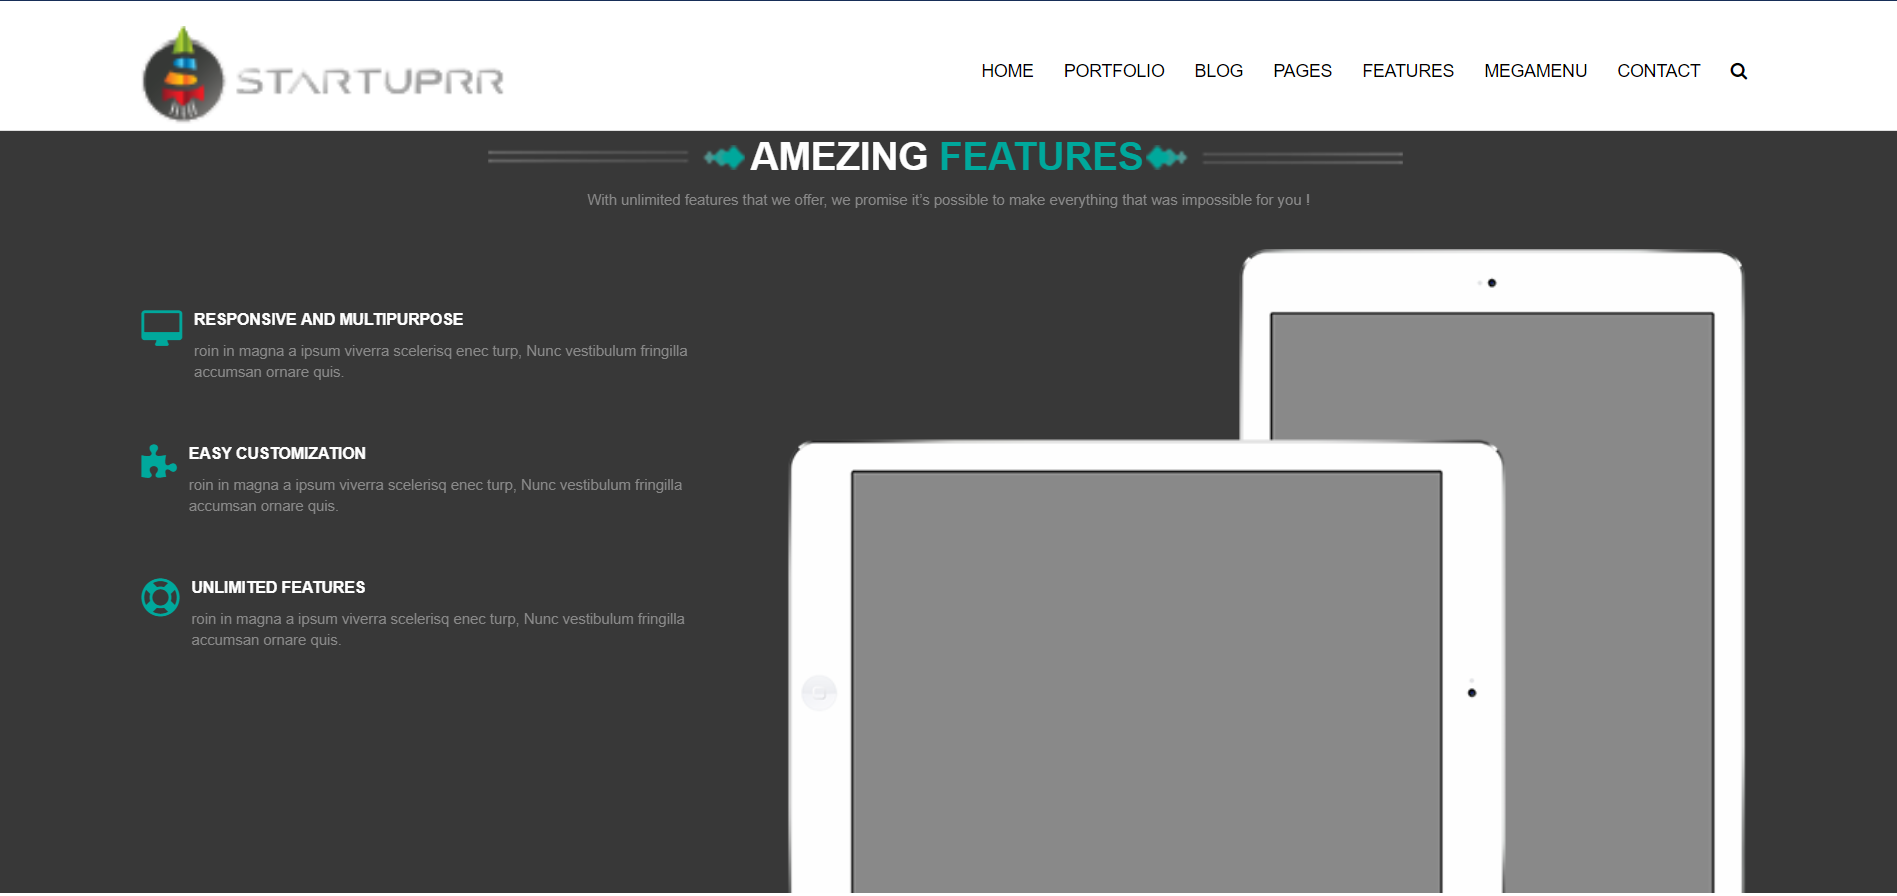 STARTUPRR
HOME PORTFOLIO BLOG PAGES FEATURES MEGAMENU CONTACT
AMEZING FEATURES
With unlimited features that we offer, we promise it's possible to make everything that was impossible for you !
RESPONSIVE AND MULTIPURPOSE
roin in magna a ipsum viverra scelerisq enec turp, Nunc vestibulum fringilla
accumsan ornare quis.
EASY CUSTOMIZATION
roin in magna a ipsum viverra scelerisq enec turp, Nunc vestibulum fringilla
accumsan ornare quis.
UNLIMITED FEATURES
roin in magna a ipsum viverra scelerisq enec turp, Nunc vestibulum fringilla
accumsan ornare quis.